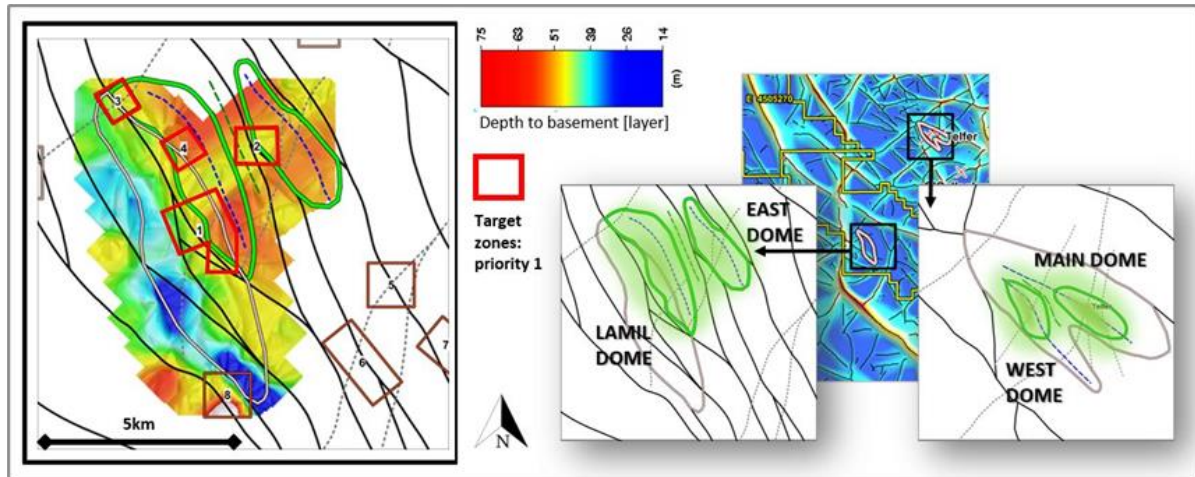 3
4
2
1
5
6
7
8
5km
75
63
51
39
26
14
(m)
Depth to basement [layer]
Target
zones:
priority 1
N
E 4505270
Telfer
EAST
DOME
LAMIL
DOME
MAIN DOME
Telfer
WEST
DOME